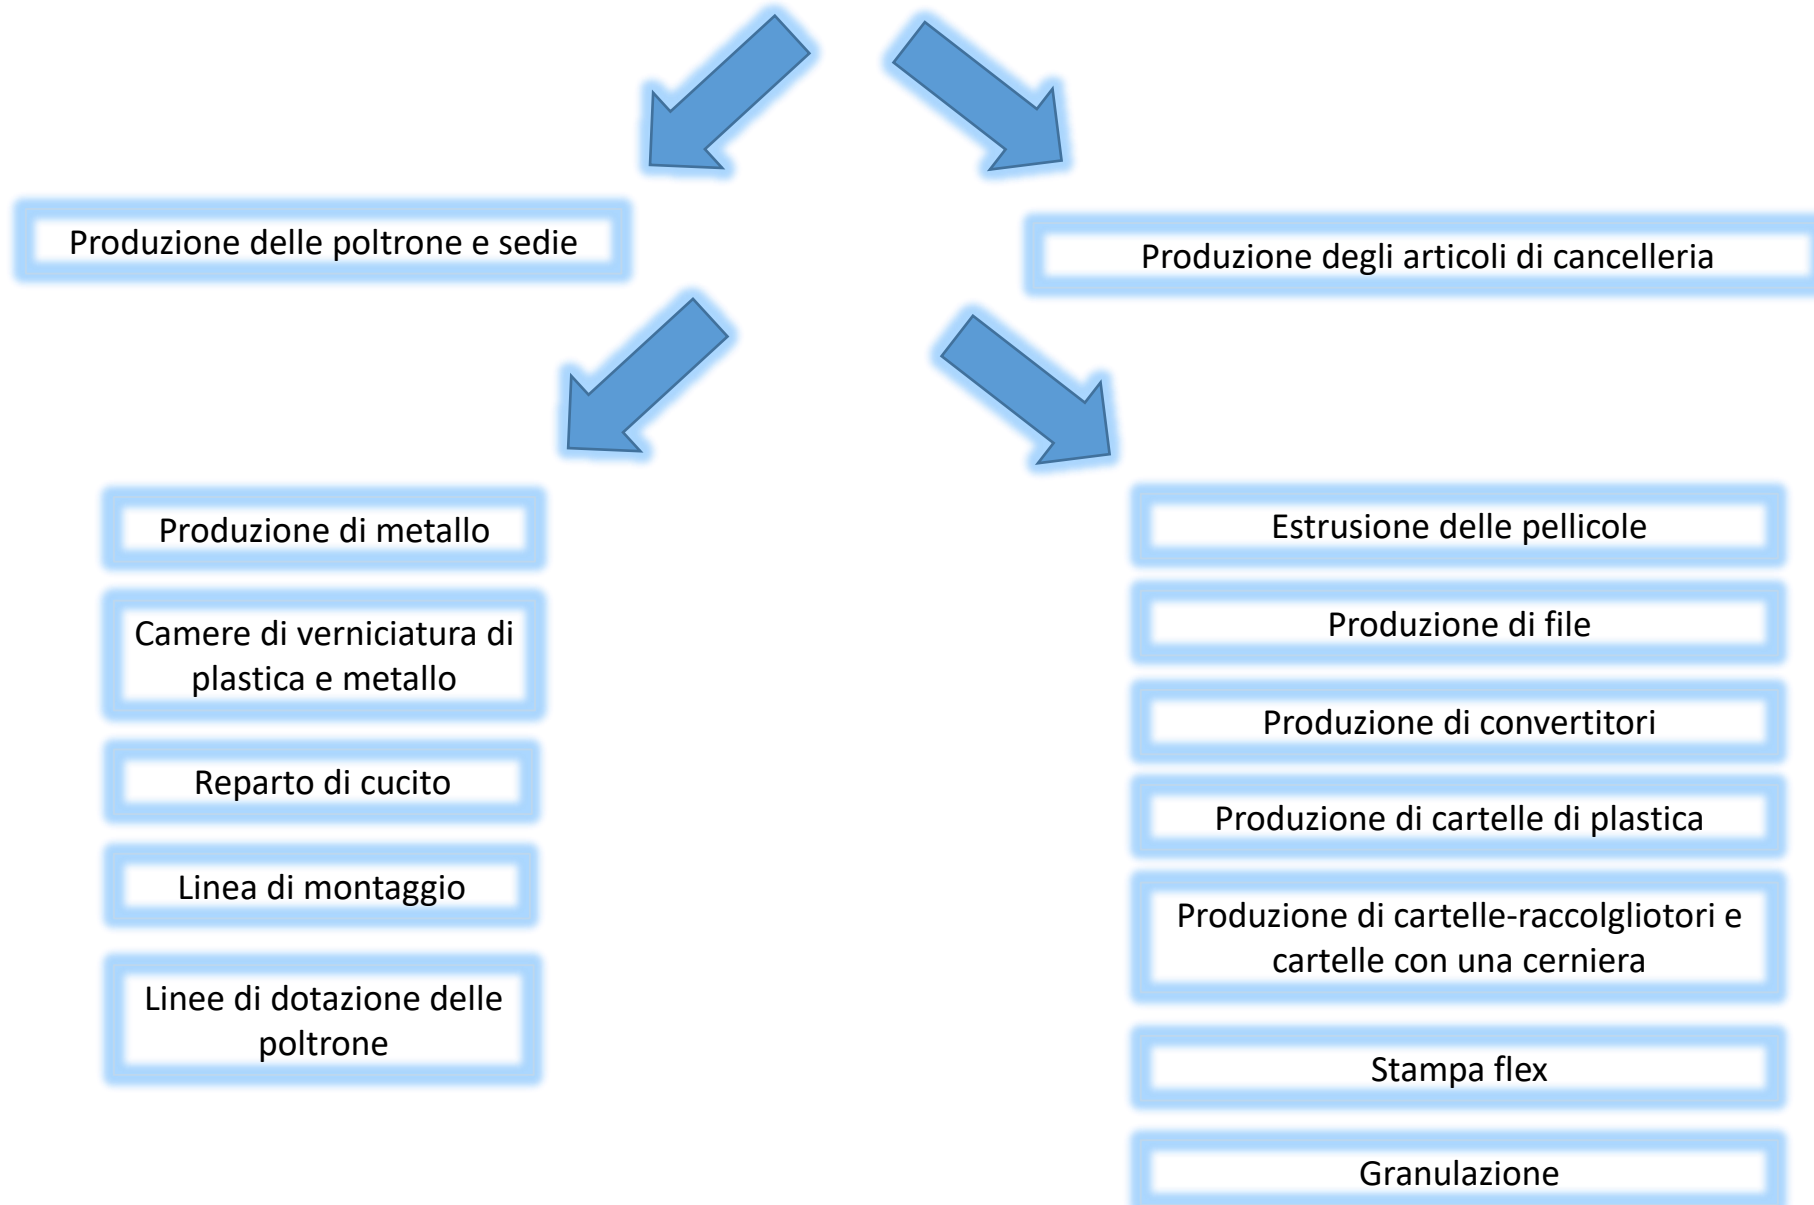 Produzione delle poltrone e sedie
Produzione degli articoli di cancelleria
Produzione di metallo
Camere di verniciatura di
plastica e metallo
Reparto di cucito
Linea di montaggio
Linee di dotazione delle
poltrone
Estrusione delle pellicole
Produzione di file
Produzione di convertitori
Produzione di cartelle di plastica
Produzione di cartelle-raccolgliotori e
cartelle con una cerniera
Stampa flex
Granulazione